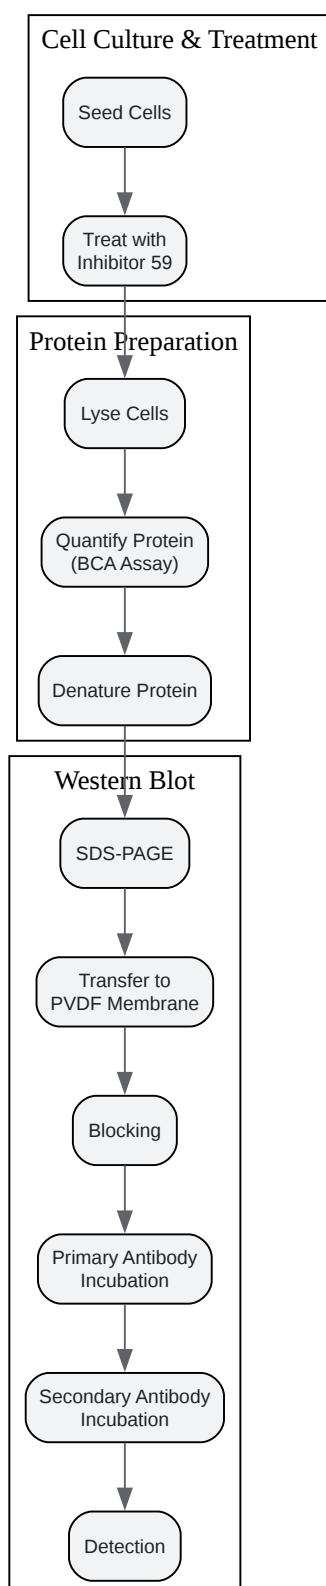 Cell Culture & Treatment
Seed Cells
Treat with
Inhibitor 59
Protein Preparation
Lyse Cells
Quantify Protein
(BCA Assay)
Denature Protein
Western Blot
SDS-PAGE
Transfer to
PVDF Membrane
Blocking
Primary Antibody
Incubation
Secondary Antibody
Incubation
Detection